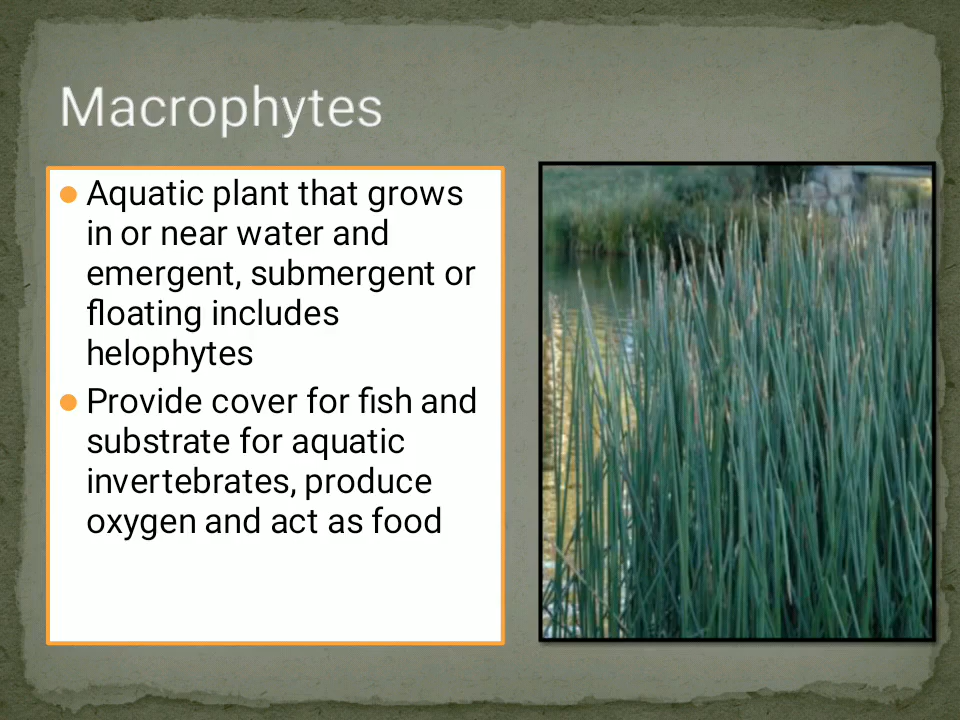 Macrophytes
Aquatic plant that grows
in or near water and
emergent, submergent or
floating includes
helophytes
Provide cover for fish and
substrate for aquatic
invertebrates, produce
oxygen and act as food